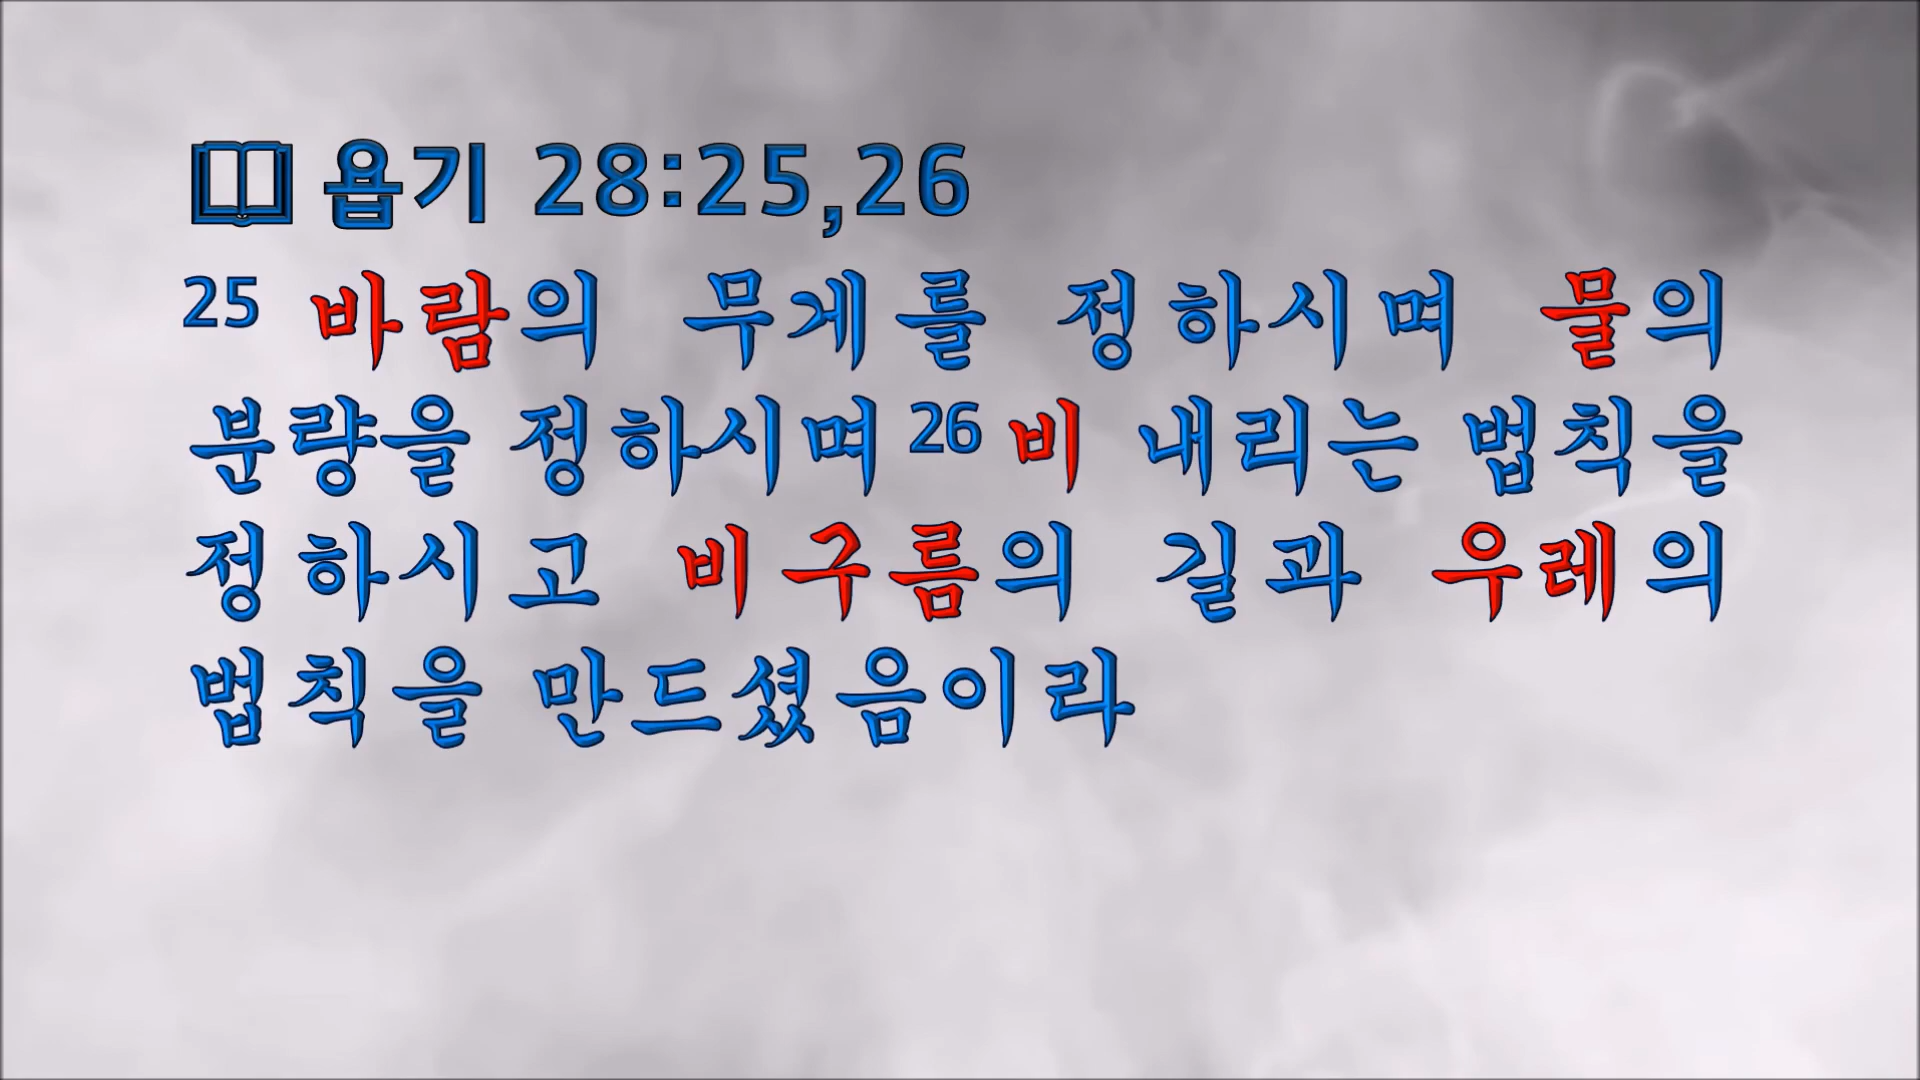 욥기 28:25,26
25 바람의 무게를 정하시며 물의
분량을 정하시며 26 비 내리는 법칙을
정하시고 비구름의 길과 우레의
법칙을 만드셨음이라